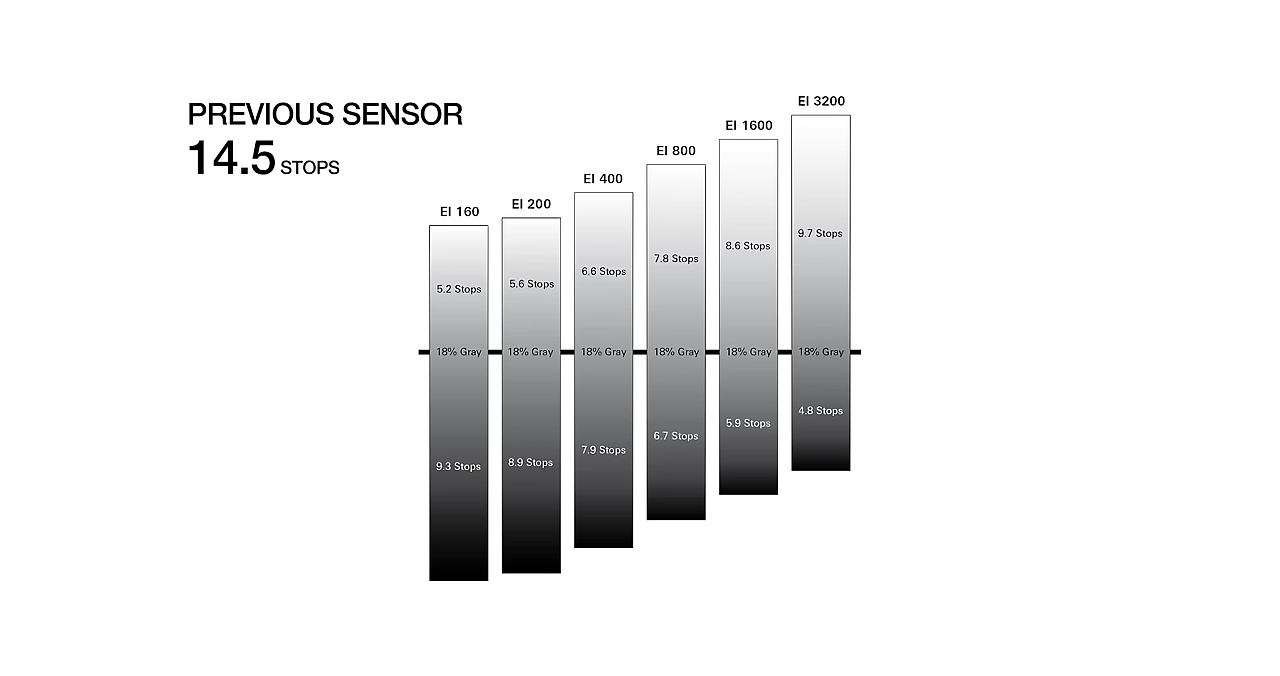 PREVIOUS SENSOR
14.5 STOPS
EI 160
EI 200
EI 400
EI 800
EI 1600
EI 3200
5.2 Stops
5.6 Stops
6.6 Stops
7.8 Stops
8.6 Stops
9.7 Stops
18% Gray
18% Gray
18% Gray
18% Gray
18% Gray
18% Gray
9.3 Stops
8.9 Stops
7.9 Stops
6.7 Stops
5.9 Stops
4.8 Stops